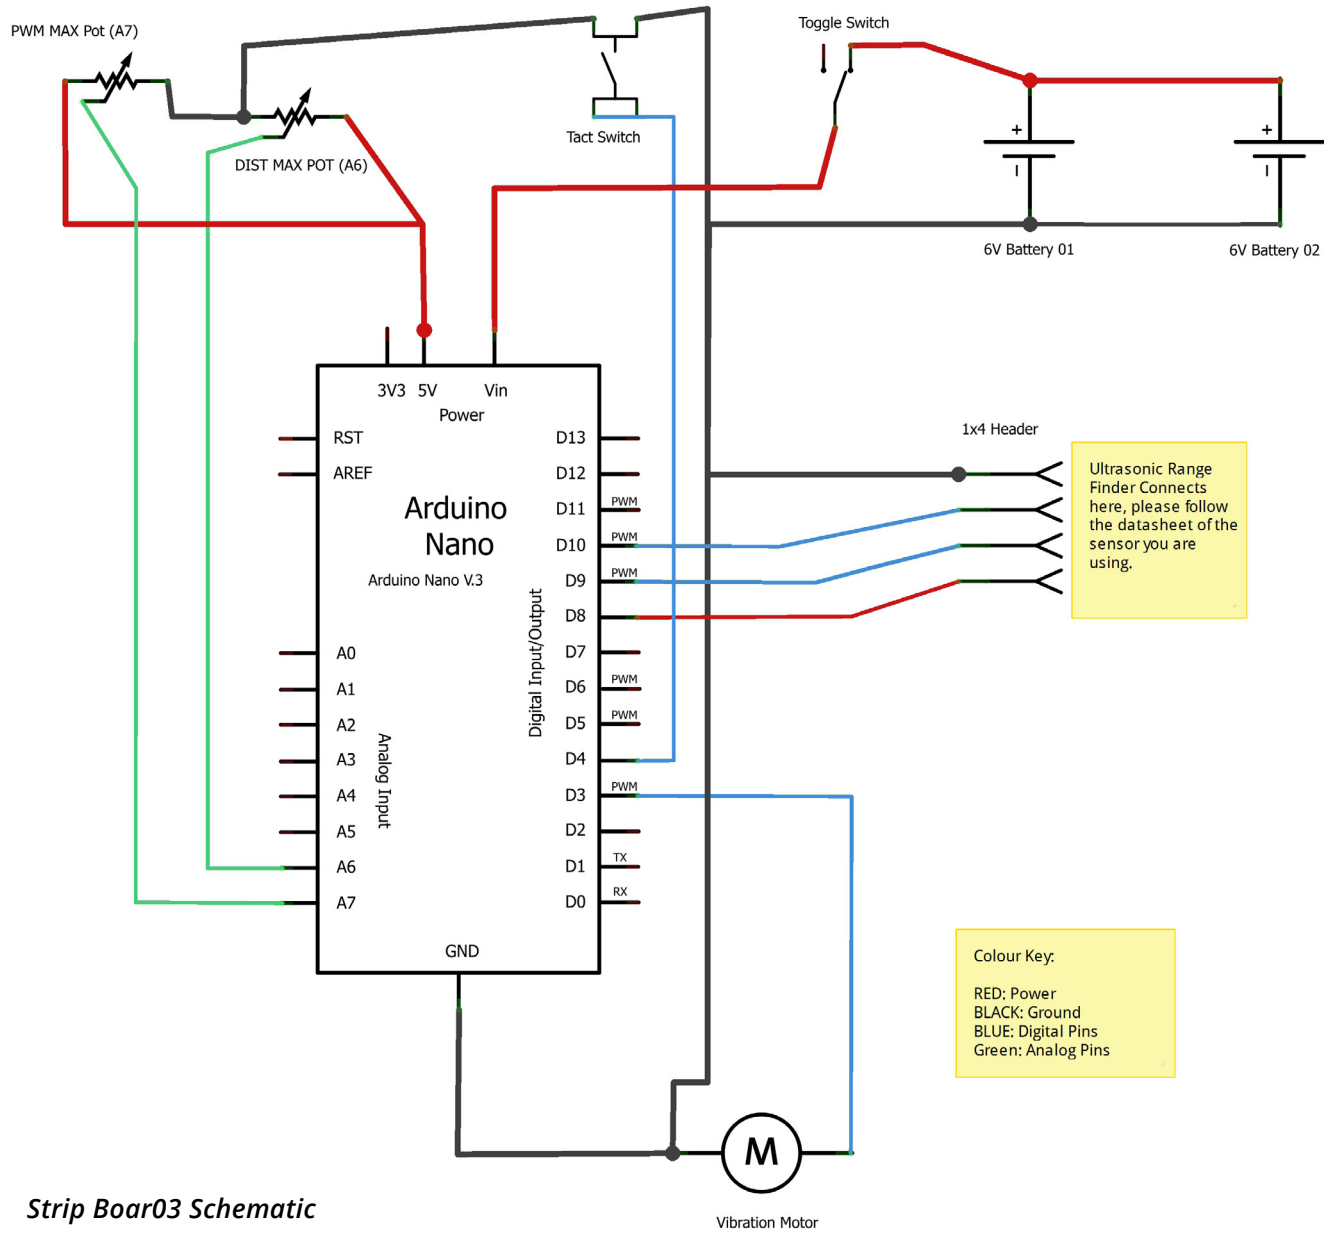 PWM MAX Pot (A7)
Toggle Switch
Tact Switch
DIST MAX POT (A6)
+
+
−
−
6V Battery 01
6V Battery 02
3V3
5V
Vin
Power
RST
AREF
Arduino
Nano
Arduino Nano V.3
A0
A1
A2
A3
A4
A5
A6
A7
Analog Input
Digital Input/Output
D13
D12
D11
PWM
D10
PWM
D9
PWM
D8
D7
D6
PWM
D5
PWM
D4
D3
PWM
D2
D1
TX
D0
RX
GND
1x4 Header
Ultrasonic Range
Finder Connects
here, please follow
the datasheet of the
sensor you are
using.
Colour Key:
RED: Power
BLACK: Ground
BLUE: Digital Pins
Green: Analog Pins
M
Vibration Motor
Strip Boar03 Schematic